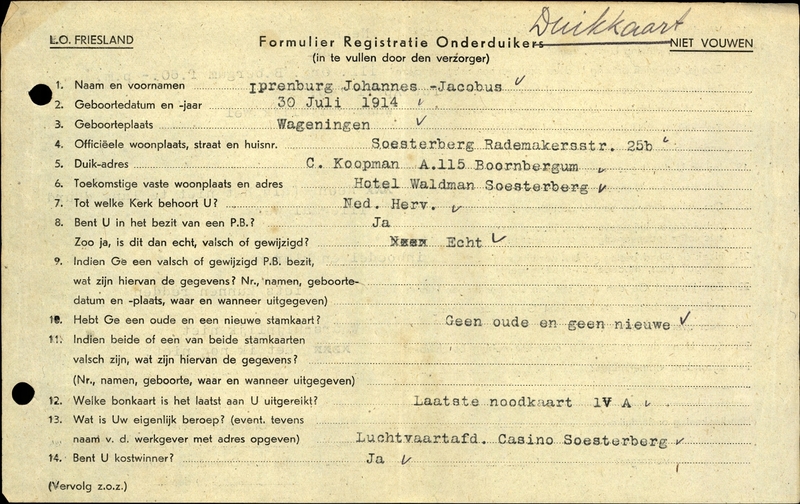 Duikkaart
L.O. FRIESLAND Formulier Registratie Onderduikers NIET VOUWEN
(in te vullen door den verzorger)
1. Naam en voornamen Iprenburg Johannes -Jacobus
2. Geboortedatum en -jaar 30 Juli 1914
3. Geboorteplaats Wageningen
4. Officiëele woonplaats, straat en huisnr. Soesterberg Rademakersstr. 25b
5. Duik-adres C. Koopman A.115 Boornbergum
6. Toekomstige vaste woonplaats en adres Hotel Waldman Soesterberg
7. Tot welke Kerk behoort U? Ned. Herv.
8. Bent U in het bezit van een P.B.? Ja
Zoo ja, is dit dan echt, valsch of gewijzigd? Echt
9. Indien Ge een valsch of gewijzigd P.B. bezit,
wat zijn hiervan de gegevens? Nr., namen, geboorte-
datum en -plaats, waar en wanneer uitgegeven)
10. Hebt Ge een oude en een nieuwe stamkaart? Geen oude en geen nieuwe
11. Indien beide of een van beide stamkaarten
valsch zijn, wat zijn hiervan de gegevens?
(Nr., namen, geboorte, waar en wanneer uitgegeven)
12. Welke bonkaart is het laatst aan U uitgereikt? Laatste noodkaart 1V A
13. Wat is Uw eigenlijk beroep? (event. tevens
naam v. d. werkgever met adres opgeven) Luchtvaartafd. Casino Soesterberg
14. Bent U kostwinner? Ja
(Vervolg z.o.z.)